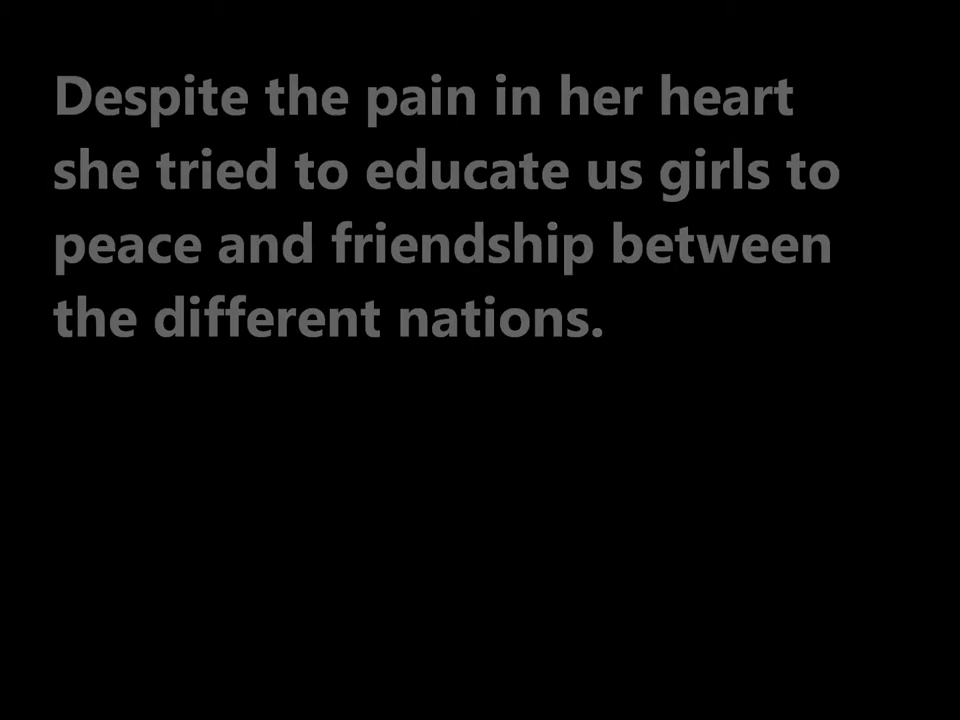 Despite the pain in her heart
she tried to educate us girls to
peace and friendship between
the different nations.